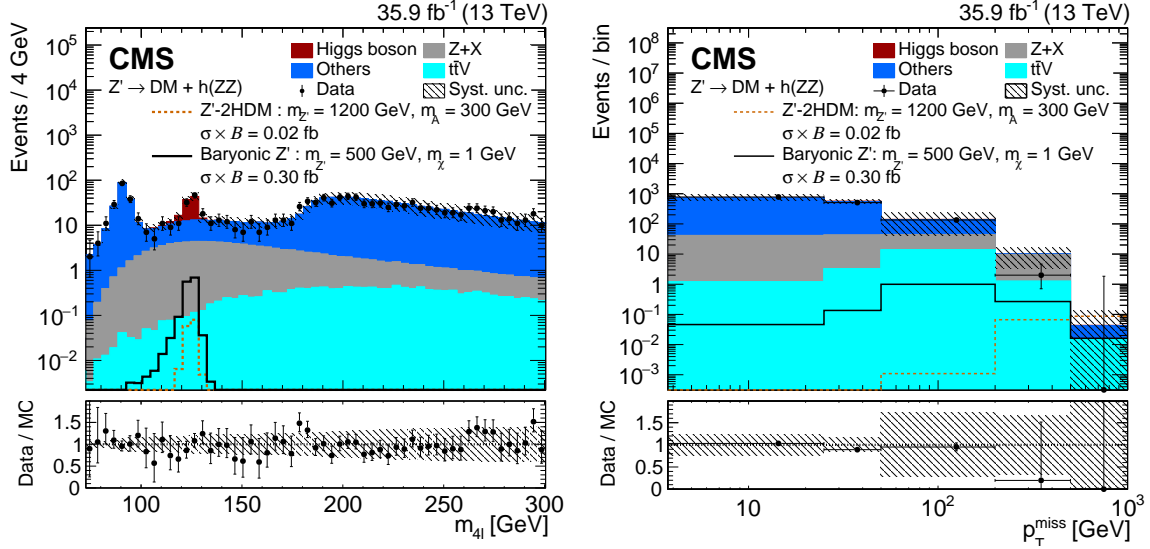 35.9 fb⁻¹ (13 TeV)
CMS
Higgs boson
Z+X
Others
tt̄V
Z' → DM + h(ZZ)
Data
Syst. unc.
Z'-2HDM : m_Z' = 1200 GeV, m_A = 300 GeV
σ × B = 0.02 fb
Baryonic Z' : m_Z' = 500 GeV, m_χ = 1 GeV
σ × B = 0.30 fb
Events / 4 GeV
10⁵
10⁴
10³
10²
10
1
10⁻¹
10⁻²
Data / MC
1.5
1
0.5
0
100
150
200
250
300
m_4l [GeV]
35.9 fb⁻¹ (13 TeV)
CMS
Higgs boson
Z+X
Others
tt̄V
Z' → DM + h(ZZ)
Data
Syst. unc.
Z'-2HDM: m_Z' = 1200 GeV, m_A = 300 GeV
σ × B = 0.02 fb
Baryonic Z': m_Z' = 500 GeV, m_χ = 1 GeV
σ × B = 0.30 fb
Events / bin
10⁸
10⁷
10⁶
10⁵
10⁴
10³
10²
10
1
10⁻¹
10⁻²
10⁻³
Data / MC
1.5
1
0.5
0
10
10²
10³
p_T^miss [GeV]